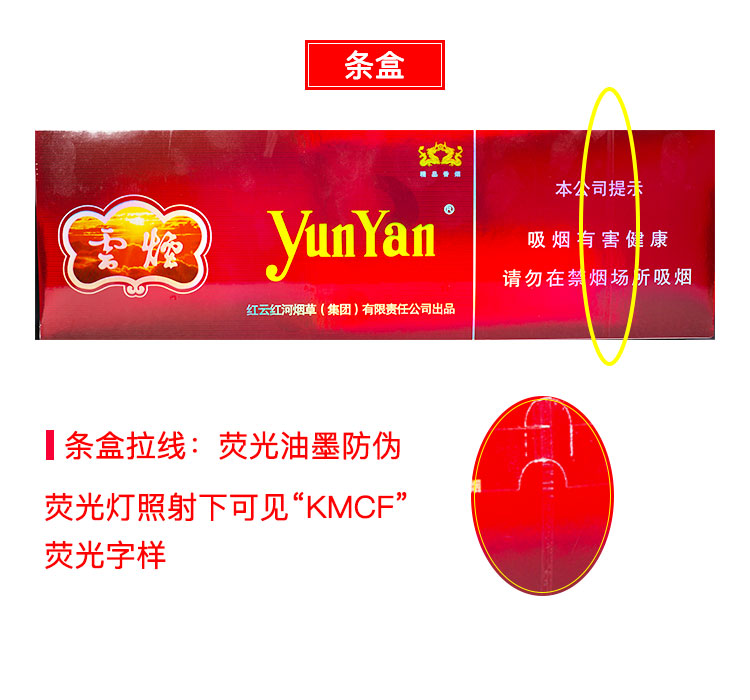 条盒
精品香烟
雲煙
YunYan®
红云红河烟草(集团)有限责任公司出品
本公司提示
吸烟有害健康
请勿在禁烟场所吸烟
条盒拉线：荧光油墨防伪
荧光灯照射下可见“KMCF”
荧光字样